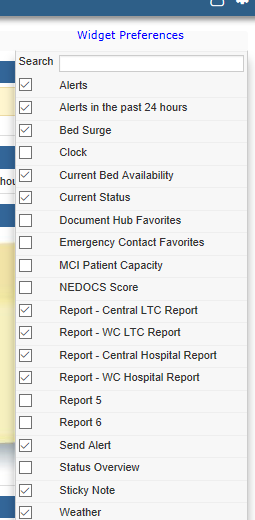 Widget Preferences
Search
Alerts
Alerts in the past 24 hours
Bed Surge
Clock
Current Bed Availability
Current Status
Document Hub Favorites
Emergency Contact Favorites
MCI Patient Capacity
NEDOCS Score
Report - Central LTC Report
Report - WC LTC Report
Report - Central Hospital Report
Report - WC Hospital Report
Report 5
Report 6
Send Alert
Status Overview
Sticky Note
Weather